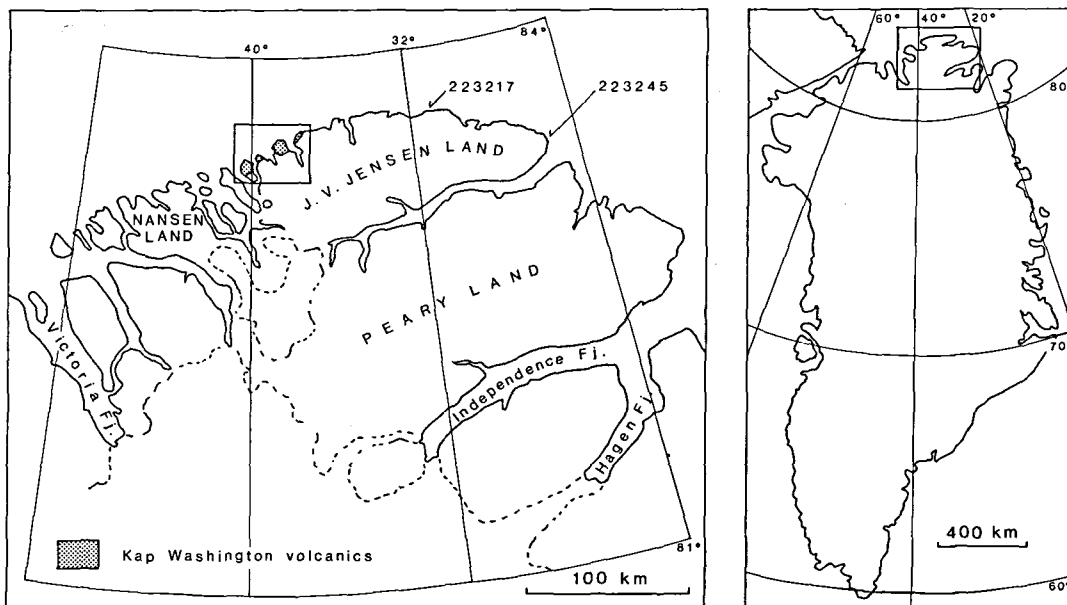 84°
40°
32°
223217
223245
J.V. JENSEN LAND
NANSEN
LAND
PEARY LAND
Victoria Fj.
Independence Fj.
Hagen Fj.
Kap Washington volcanics
81°
100 km
60° 40° 20°
80°
70°
400 km
60°